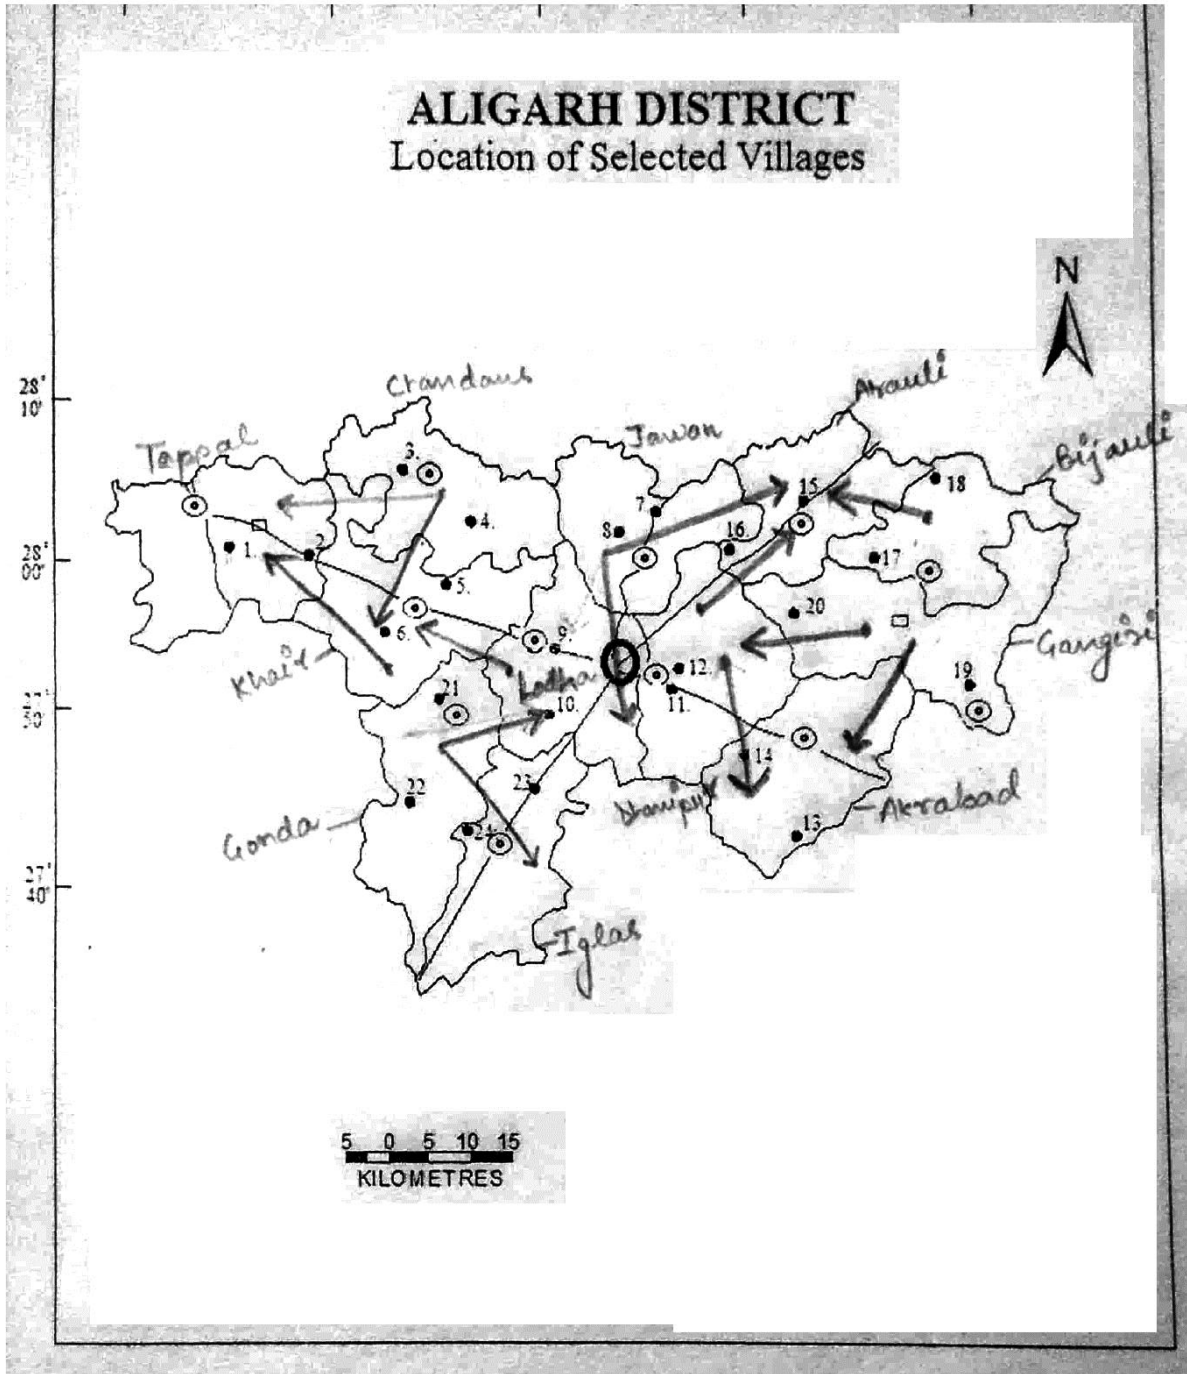 ALIGARH DISTRICT
Location of Selected Villages
N
28°
10'
Chandaus
Atrauli
Jawan
Tappal
Bijauli
3.
18
15
7.
4.
8.
16
1.
2.
28°
00'
17
5.
20
6.
9.
Gangiri
Khair
Lodha
12.
19
21
11.
10.
14
23
22
Akrabad
Gonda
24
13
27°
40'
Iglas
5 0 5 10 15
KILOMETRES